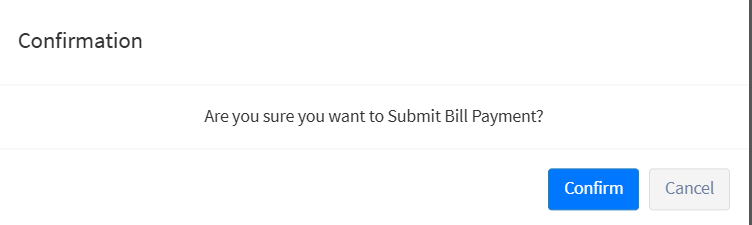 Confirmation
Are you sure you want to Submit Bill Payment?
Confirm Cancel